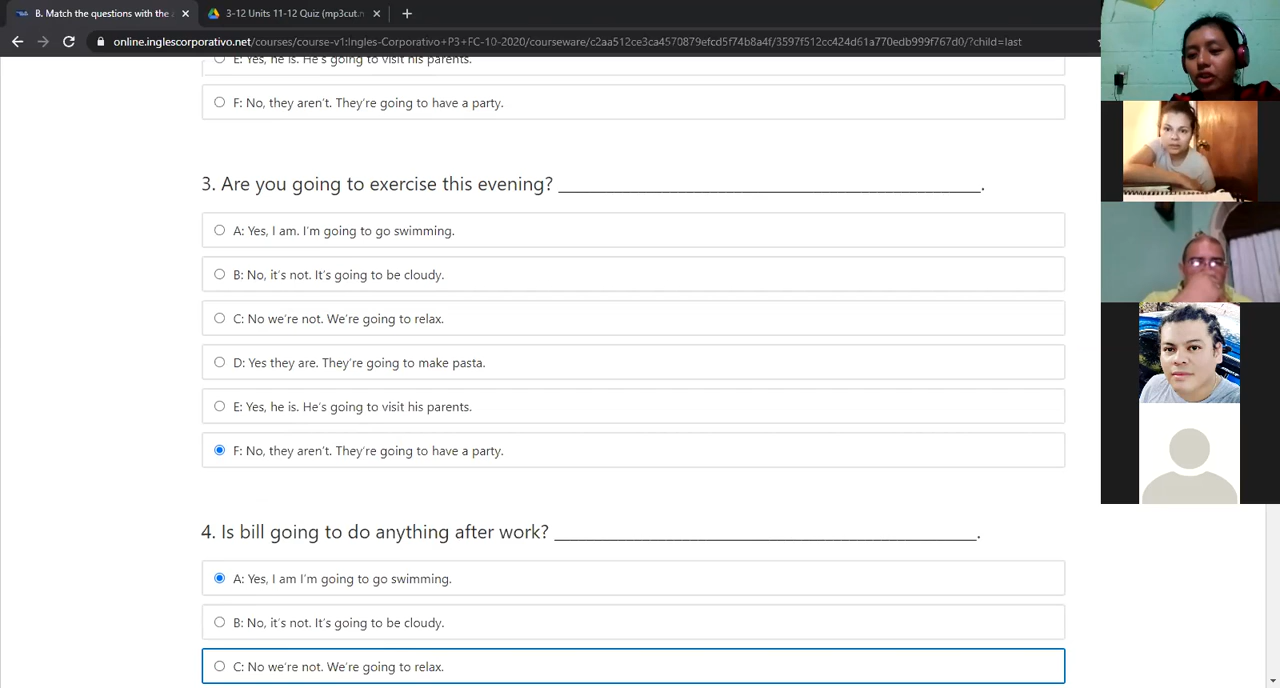 B. Match the questions with the
3-12 Units 11-12 Quiz (mp3cut.n
online.inglescorporativo.net/courses/course-v1:Ingles-Corporativo+P3+FC-10-2020/courseware/c2aa512ce3ca4570879efcd5f74b8a4f/3597f512cc424d61a770edb999f767d0/?child=last
E: Yes, he is. He's going to visit his parents.
F: No, they aren't. They're going to have a party.
3. Are you going to exercise this evening? ____________________.
A: Yes, I am. I'm going to go swimming.
B: No, it's not. It's going to be cloudy.
C: No we're not. We're going to relax.
D: Yes they are. They're going to make pasta.
E: Yes, he is. He's going to visit his parents.
F: No, they aren't. They're going to have a party.
4. Is bill going to do anything after work? ____________________.
A: Yes, I am I'm going to go swimming.
B: No, it's not. It's going to be cloudy.
C: No we're not. We're going to relax.